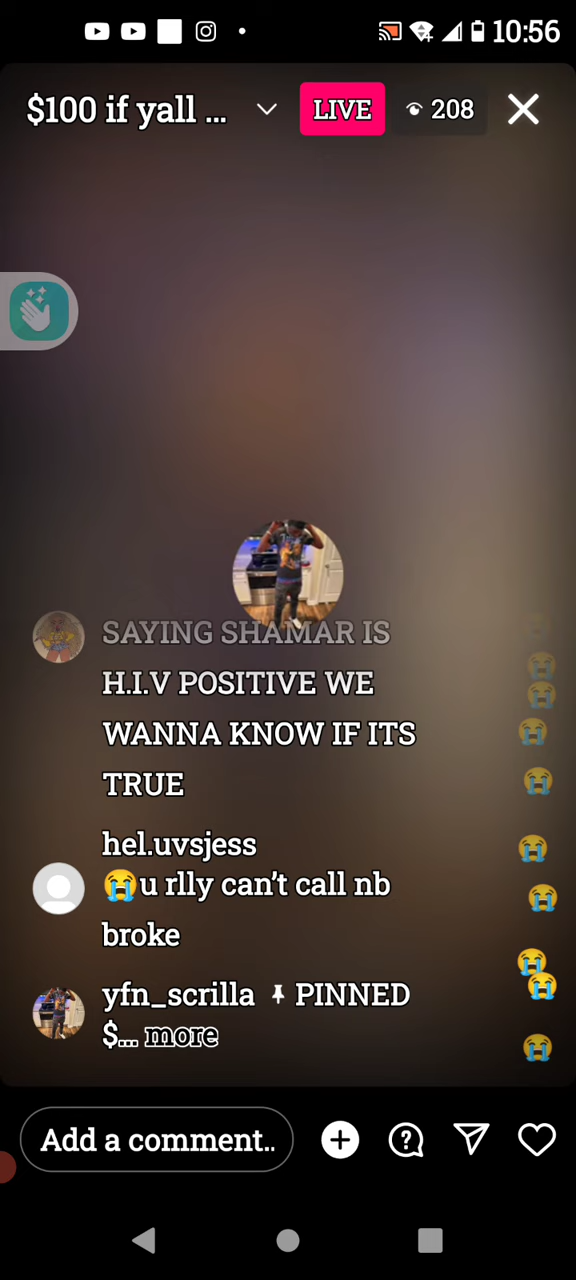 10:56
$100 if yall ...
LIVE
208
SAYING SHAMAR IS
H.I.V POSITIVE WE
WANNA KNOW IF ITS
TRUE
hel.uvsjess
😭u rlly can't call nb
broke
yfn_scrilla PINNED
$... more
Add a comment..